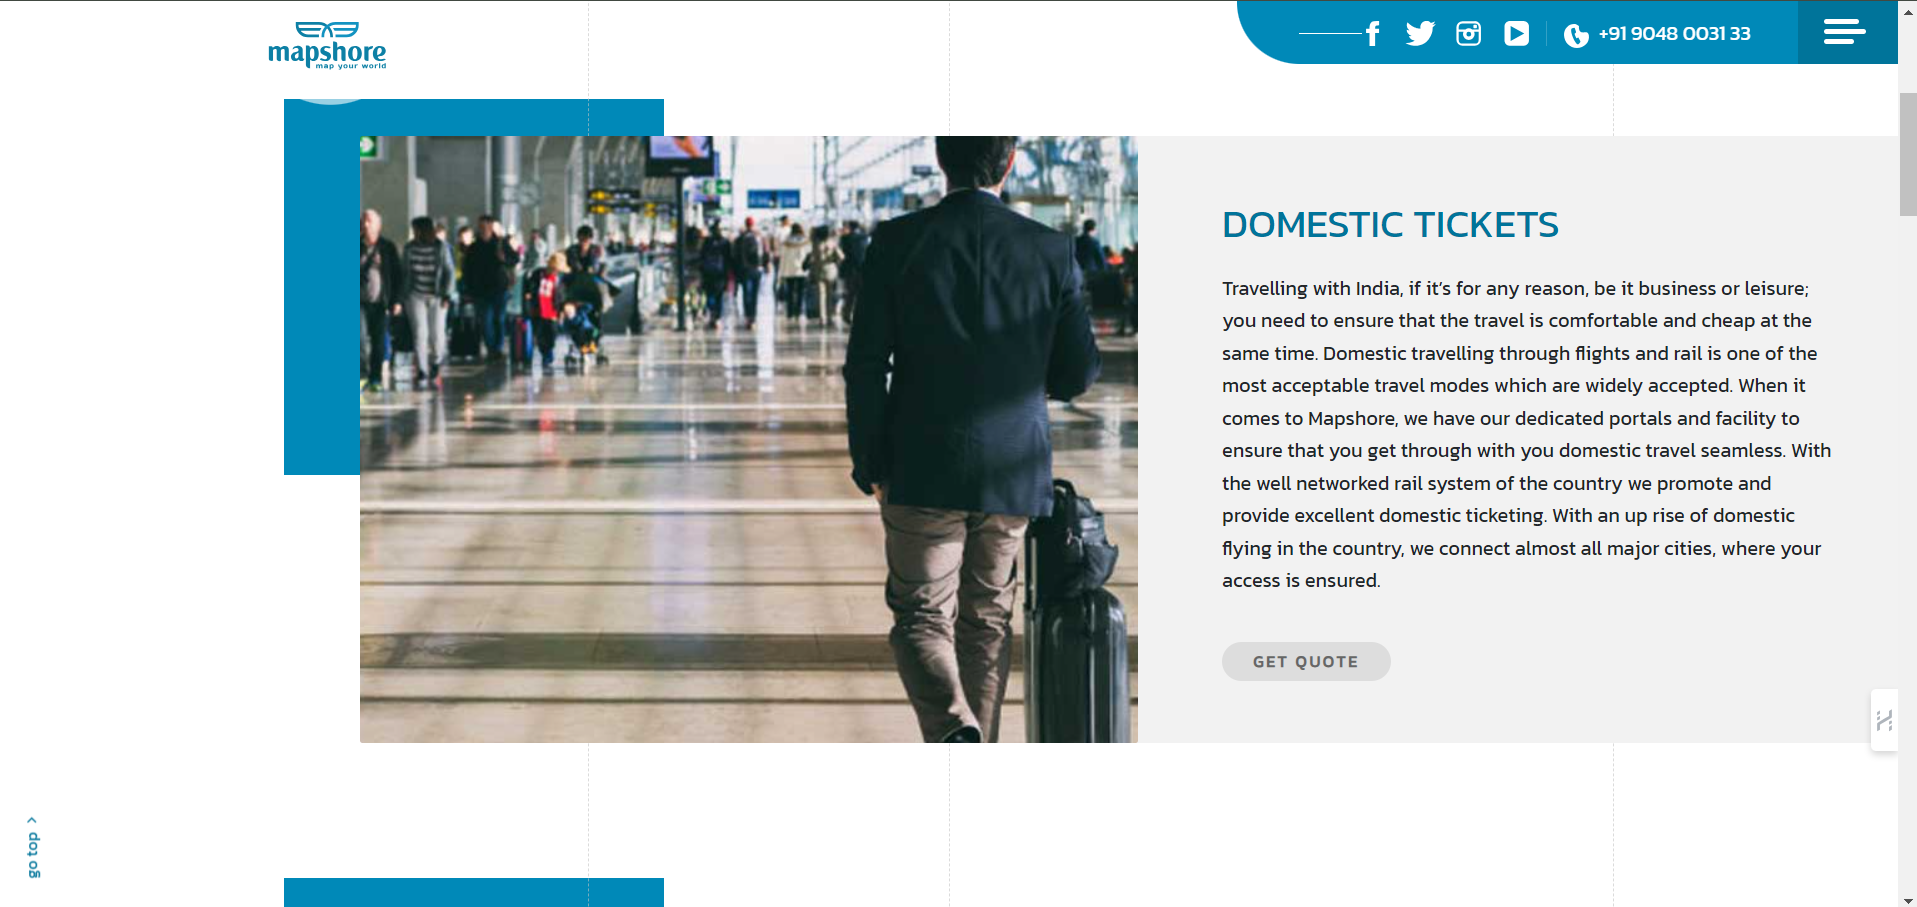 mapshore
map your world
+91 9048 0031 33
DOMESTIC TICKETS
Travelling with India, if it's for any reason, be it business or leisure;
you need to ensure that the travel is comfortable and cheap at the
same time. Domestic travelling through flights and rail is one of the
most acceptable travel modes which are widely accepted. When it
comes to Mapshore, we have our dedicated portals and facility to
ensure that you get through with you domestic travel seamless. With
the well networked rail system of the country we promote and
provide excellent domestic ticketing. With an up rise of domestic
flying in the country, we connect almost all major cities, where your
access is ensured.
GET QUOTE
go top